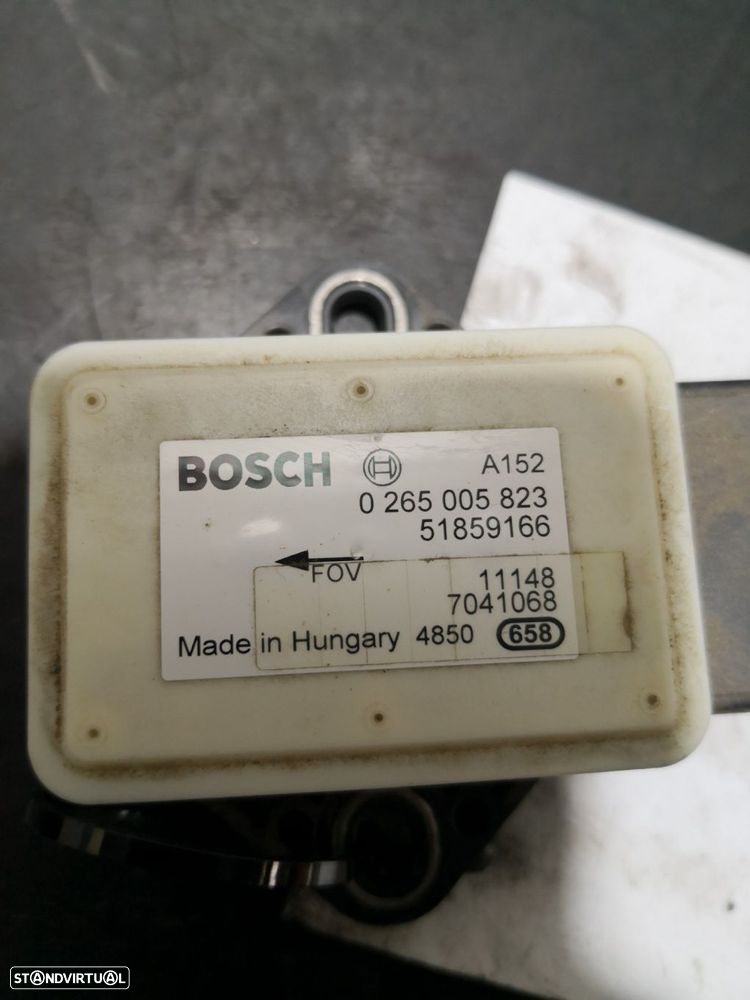 BOSCH A152
0 265 005 823
51859166
FOV 11148
7041068
Made in Hungary 4850 658
STANDVIRTUAL